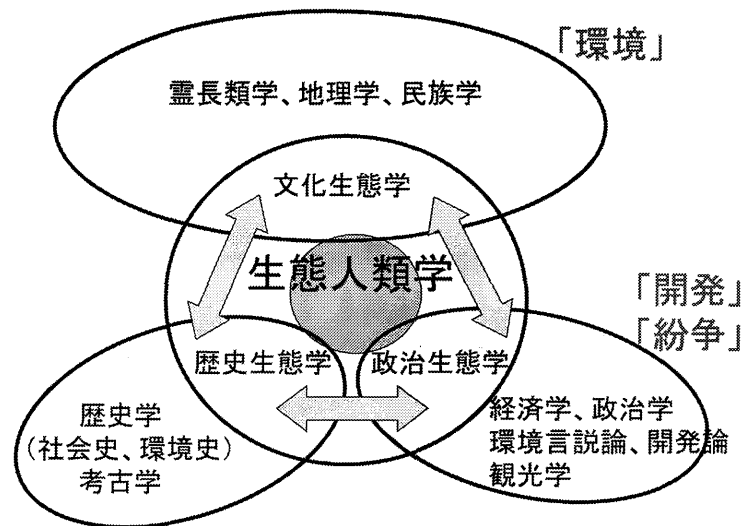 「環境」
霊長類学、地理学、民族学
文化生態学
生態人類学
「開発」
「紛争」
歴史生態学
政治生態学
歴史学
(社会史、環境史)
考古学
経済学、政治学
環境言説論、開発論
観光学